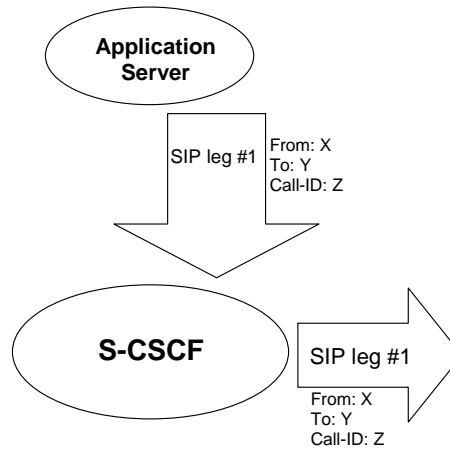 Application
Server
SIP leg #1
From: X
To: Y
Call-ID: Z
S-CSCF
SIP leg #1
From: X
To: Y
Call-ID: Z